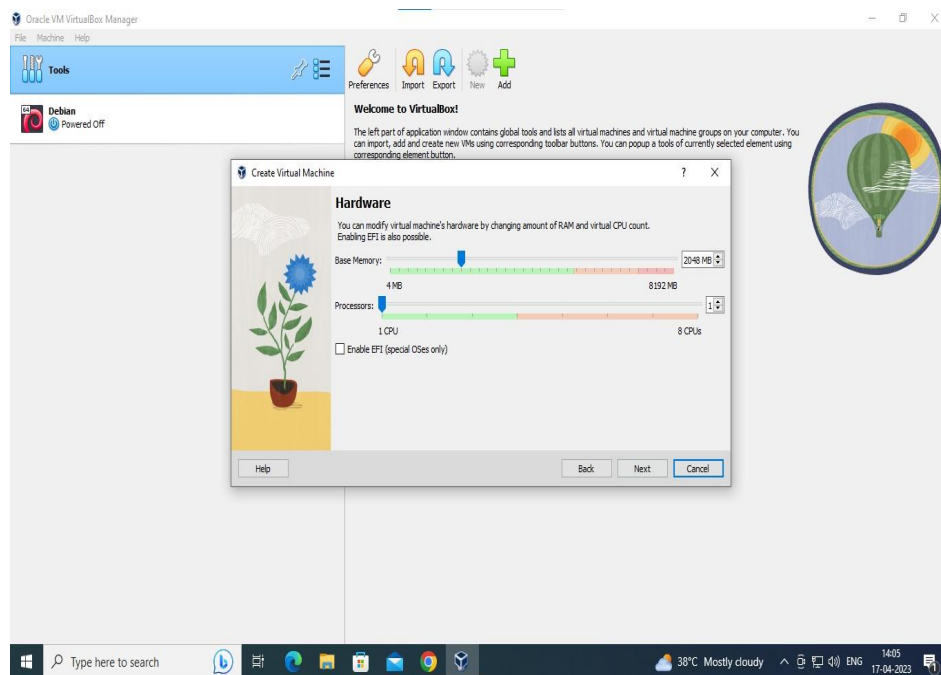 Oracle VM VirtualBox Manager
File Machine Help
Tools
Preferences Import Export New Add
64
Debian
Powered Off
Welcome to VirtualBox!
The left part of application window contains global tools and lists all virtual machines and virtual machine groups on your computer. You
can import, add and create new VMs using corresponding toolbar buttons. You can popup a tools of currently selected element using
corresponding element button.
Create Virtual Machine ? X
Hardware
You can modify virtual machine's hardware by changing amount of RAM and virtual CPU count.
Enabling EFI is also possible.
Base Memory: 2048 MB
4 MB 8192 MB
Processors: 1
1 CPU 8 CPUs
Enable EFI (special OSes only)
Help Back Next Cancel
Type here to search 38°C Mostly cloudy ENG 14:05
17-04-2023 1